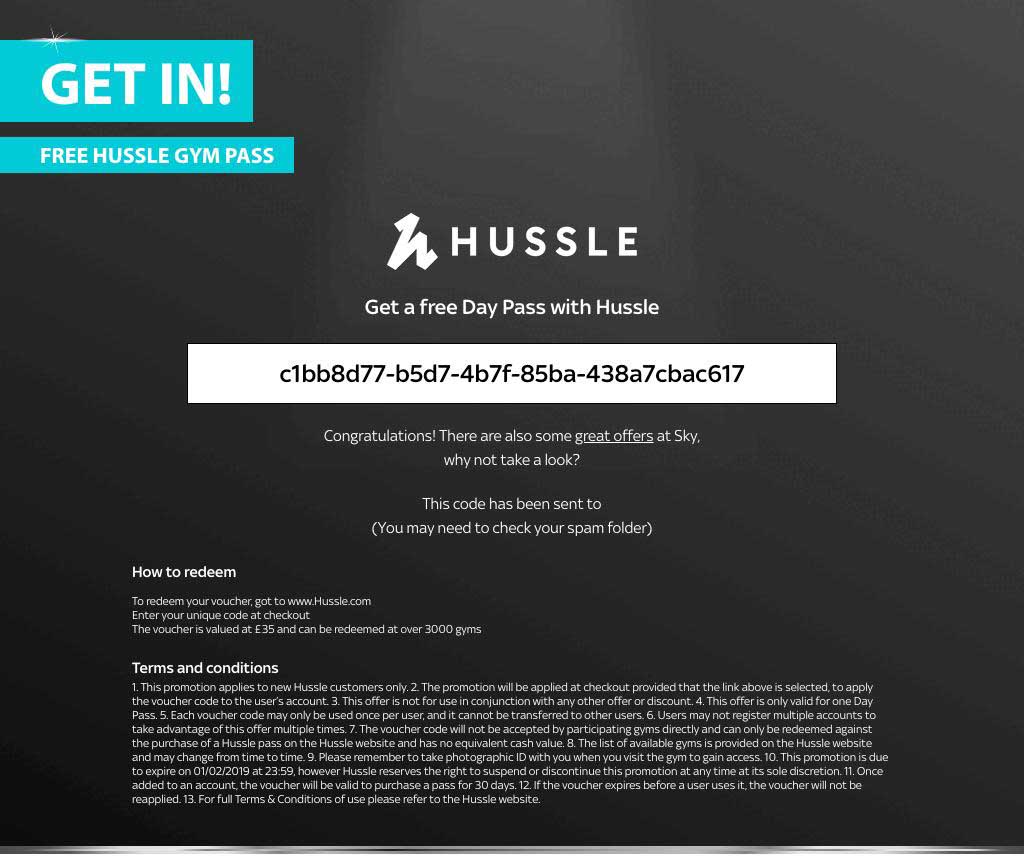 GET IN!
FREE HUSSLE GYM PASS
HUSSLE
Get a free Day Pass with Hussle
c1bb8d77-b5d7-4b7f-85ba-438a7cbac617
Congratulations! There are also some great offers at Sky,
why not take a look?
This code has been sent to
(You may need to check your spam folder)
How to redeem
To redeem your voucher, got to www.Hussle.com
Enter your unique code at checkout
The voucher is valued at £35 and can be redeemed at over 3000 gyms
Terms and conditions
1. This promotion applies to new Hussle customers only. 2. The promotion will be applied at checkout provided that the link above is selected, to apply
the voucher code to the user's account. 3. This offer is not for use in conjunction with any other offer or discount. 4. This offer is only valid for one Day
Pass. 5. Each voucher code may only be used once per user, and it cannot be transferred to other users. 6. Users may not register multiple accounts to
take advantage of this offer multiple times. 7. The voucher code will not be accepted by participating gyms directly and can only be redeemed against
the purchase of a Hussle pass on the Hussle website and has no equivalent cash value. 8. The list of available gyms is provided on the Hussle website
and may change from time to time. 9. Please remember to take photographic ID with you when you visit the gym to gain access. 10. This promotion is due
to expire on 01/02/2019 at 23:59, however Hussle reserves the right to suspend or discontinue this promotion at any time at its sole discretion. 11. Once
added to an account, the voucher will be valid to purchase a pass for 30 days. 12. If the voucher expires before a user uses it, the voucher will not be
reapplied. 13. For full Terms & Conditions of use please refer to the Hussle website.